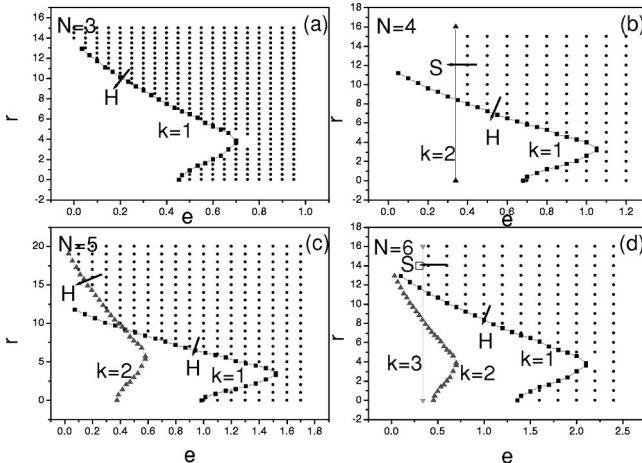 (a)
N=3
H
k=1
r
16
14
12
10
8
6
4
2
0
-2
0.0 0.2 0.4 0.6 0.8 1.0
e
(b)
N=4
S
H
k=2
k=1
r
18
16
14
12
10
8
6
4
2
0
-2
0.0 0.2 0.4 0.6 0.8 1.0 1.2
e
(c)
N=5
H
H
k=2
k=1
r
20
15
10
5
0
0.0 0.2 0.4 0.6 0.8 1.0 1.2 1.4 1.6 1.8
e
(d)
N=6
S
H
k=3
k=2
k=1
r
18
16
14
12
10
8
6
4
2
0
-2
0.0 0.5 1.0 1.5 2.0 2.5
e